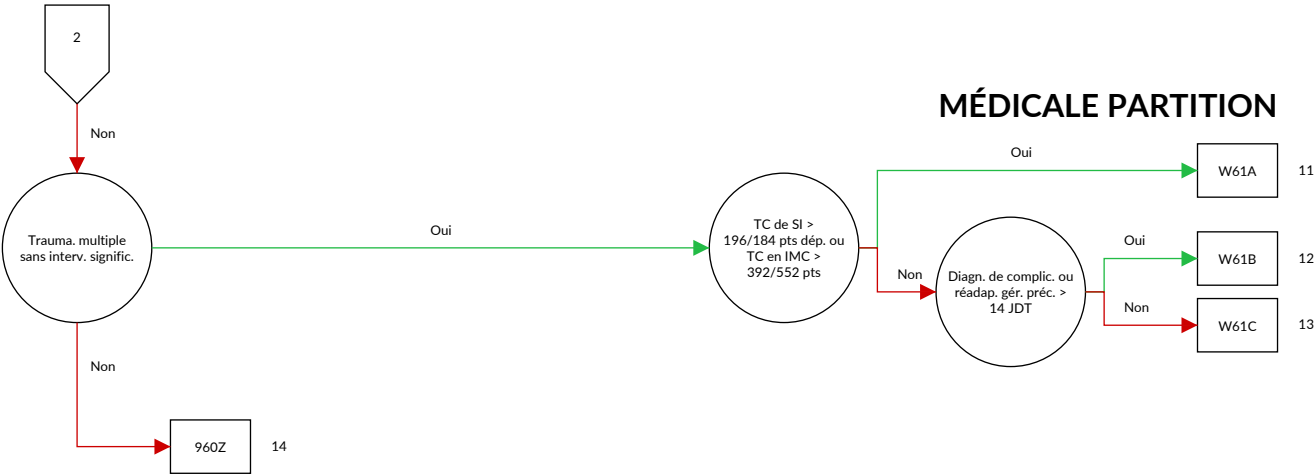 2
Non
MÉDICALE PARTITION
Oui
W61A
11
Trauma. multiple
sans interv. signific.
Oui
TC de SI >
196/184 pts dép. ou
TC en IMC >
392/552 pts
Non
Diagn. de complic. ou
réadap. gér. préc. >
14 JDT
Oui
W61B
12
Non
W61C
13
Non
960Z
14